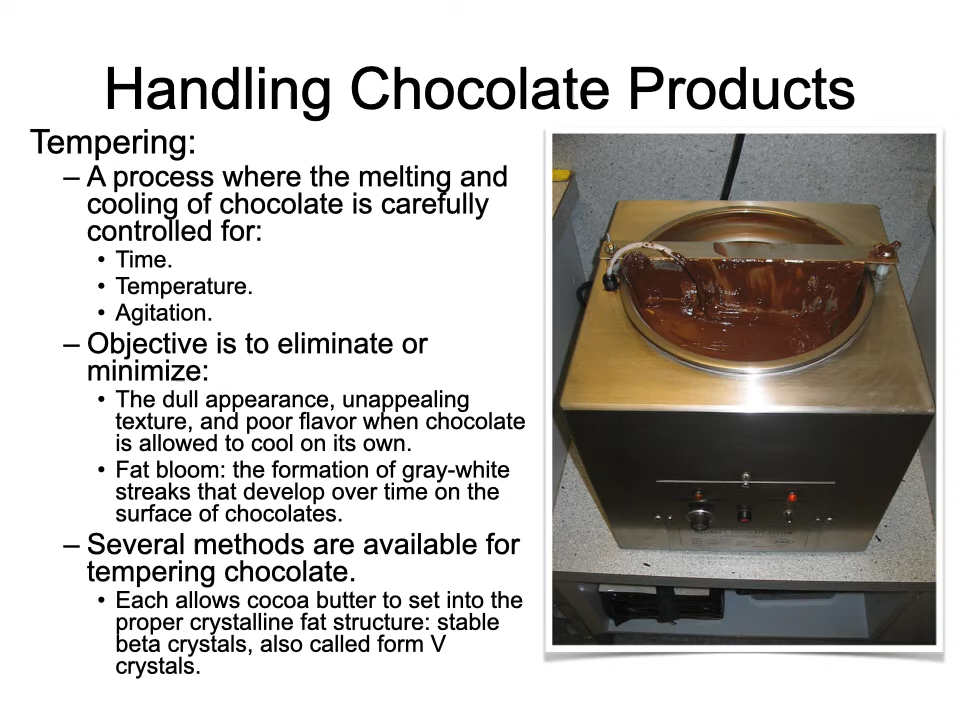 Handling Chocolate Products
Tempering:
– A process where the melting and
cooling of chocolate is carefully
controlled for:
• Time.
• Temperature.
• Agitation.
– Objective is to eliminate or
minimize:
• The dull appearance, unappealing
texture, and poor flavor when chocolate
is allowed to cool on its own.
• Fat bloom: the formation of gray-white
streaks that develop over time on the
surface of chocolates.
– Several methods are available for
tempering chocolate.
• Each allows cocoa butter to set into the
proper crystalline fat structure: stable
beta crystals, also called form V
crystals.